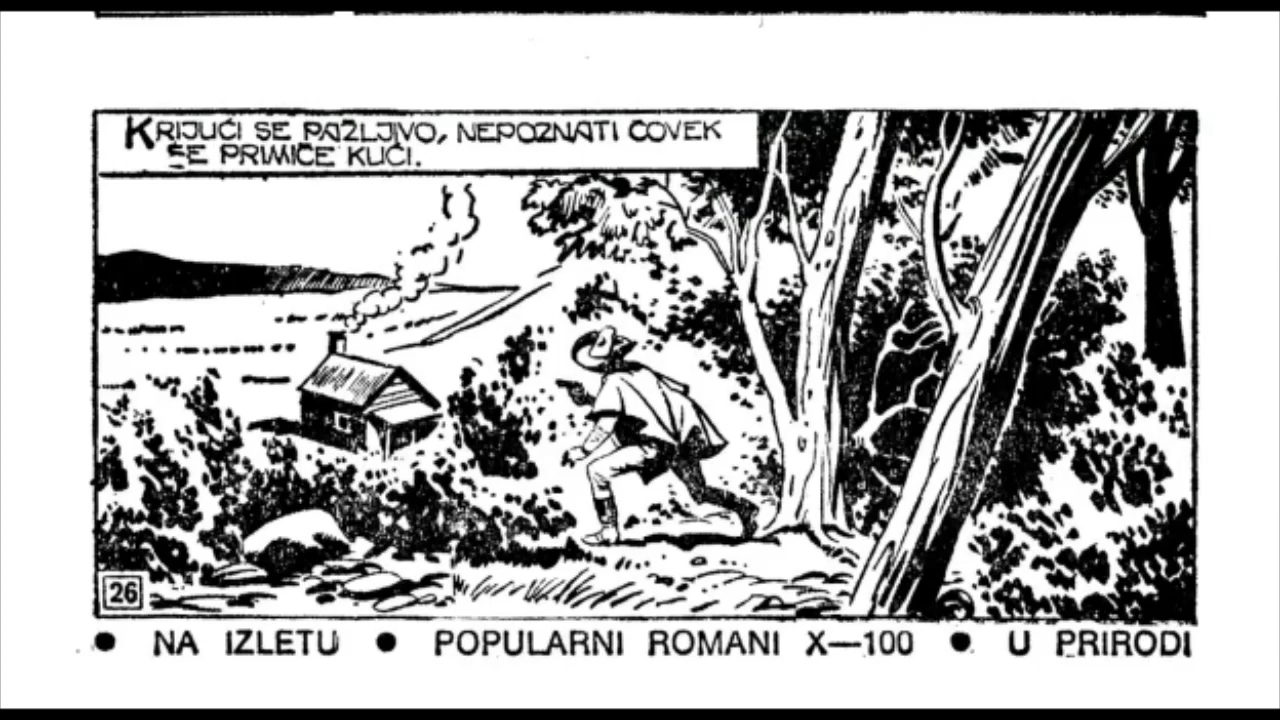 KRIJUĆI SE PAŽLJIVO, NEPOZNATI ČOVEK
SE PRIMIČE KUĆI.
26
● NA IZLETU ● POPULARNI ROMANI X—100 ● U PRIRODI